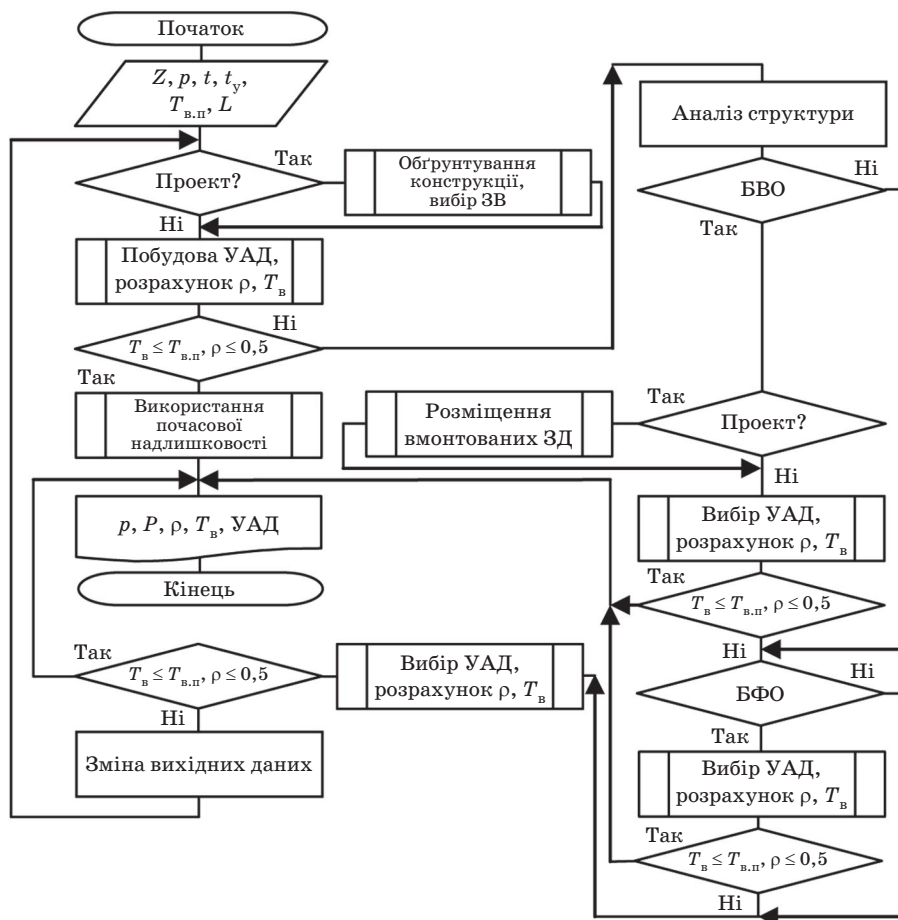 Початок
Z, p, t, tу,
Tв.п, L
Проект?
Так
Ні
Обґрунтування
конструкції,
вибір ЗВ
Побудова УАД,
розрахунок ρ, Tв
Ні
Tв ≤ Tв.п, ρ ≤ 0,5
Так
Використання
почасової
надлишковості
p, P, ρ, Tв, УАД
Кінець
Так
Tв ≤ Tв.п, ρ ≤ 0,5
Ні
Зміна вихідних даних
Вибір УАД,
розрахунок ρ, Tв
Аналіз структури
БВО
Ні
Так
Так
Проект?
Ні
Розміщення
вмонтованих ЗД
Вибір УАД,
розрахунок ρ, Tв
Так
Tв ≤ Tв.п, ρ ≤ 0,5
Ні
БФО
Ні
Так
Вибір УАД,
розрахунок ρ, Tв
Так
Tв ≤ Tв.п, ρ ≤ 0,5
Ні